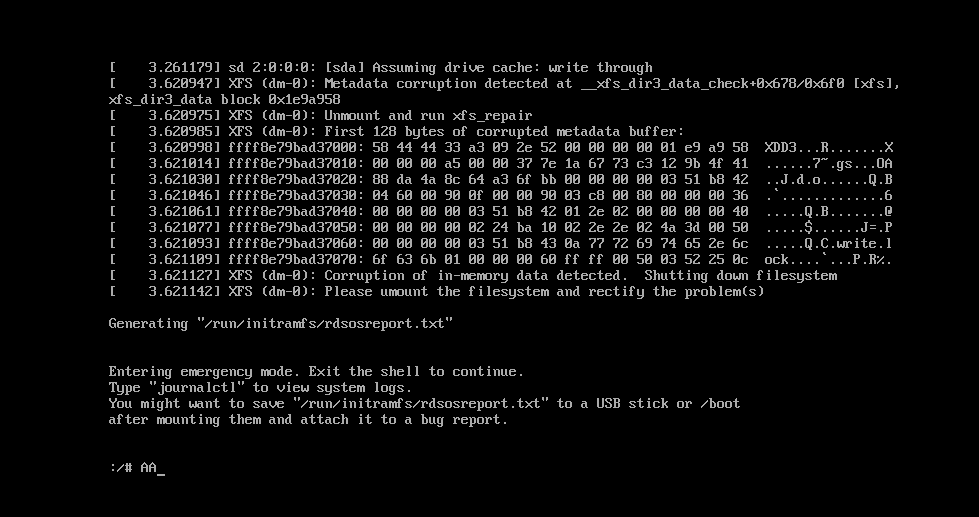 [    3.261179] sd 2:0:0:0: [sda] Assuming drive cache: write through
[    3.620947] XFS (dm-0): Metadata corruption detected at __xfs_dir3_data_check+0x678/0x6f0 [xfs],
xfs_dir3_data block 0x1e9a958
[    3.620975] XFS (dm-0): Unmount and run xfs_repair
[    3.620985] XFS (dm-0): First 128 bytes of corrupted metadata buffer:
[    3.620998] ffff8e79bad37000: 58 44 44 33 a3 09 2e 52 00 00 00 00 01 e9 a9 58  XDD3...R.......X
[    3.621014] ffff8e79bad37010: 00 00 00 a5 00 00 37 7e 1a 67 73 c3 12 9b 4f 41  ......7~.gs...OA
[    3.621030] ffff8e79bad37020: 88 da 4a 8c 64 a3 6f bb 00 00 00 00 03 51 b8 42  ..J.d.o......Q.B
[    3.621046] ffff8e79bad37030: 04 60 00 90 0f 00 00 90 03 c8 00 80 00 00 00 36  .`.............6
[    3.621061] ffff8e79bad37040: 00 00 00 00 03 51 b8 42 01 2e 02 00 00 00 00 40  .....Q.B.......@
[    3.621077] ffff8e79bad37050: 00 00 00 00 02 24 ba 10 02 2e 2e 02 4a 3d 00 50  .....$......J=.P
[    3.621093] ffff8e79bad37060: 00 00 00 00 03 51 b8 43 0a 77 72 69 74 65 2e 6c  .....Q.C.write.l
[    3.621109] ffff8e79bad37070: 6f 63 6b 01 00 00 00 60 ff ff 00 50 03 52 25 0c  ock....`...P.R%.
[    3.621127] XFS (dm-0): Corruption of in-memory data detected.  Shutting down filesystem
[    3.621142] XFS (dm-0): Please umount the filesystem and rectify the problem(s)
Generating "/run/initramfs/rdsosreport.txt"
Entering emergency mode. Exit the shell to continue.
Type "journalctl" to view system logs.
You might want to save "/run/initramfs/rdsosreport.txt" to a USB stick or /boot
after mounting them and attach it to a bug report.
:/# AA_